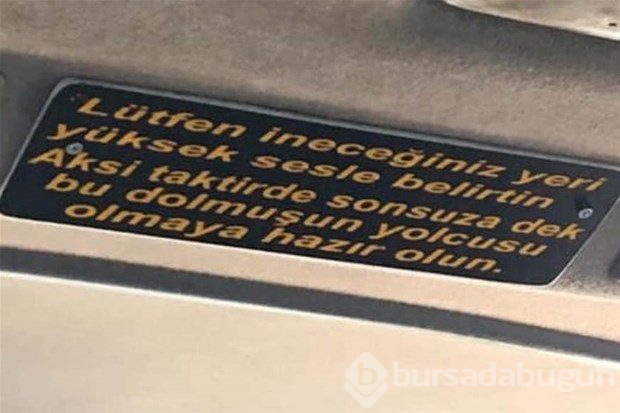 Lütfen ineceğiniz yeri
yüksek sesle belirtin
Aksi taktirde sonsuza dek
bu dolmuşun yolcusu
olmaya hazır olun.
b bursadabugün